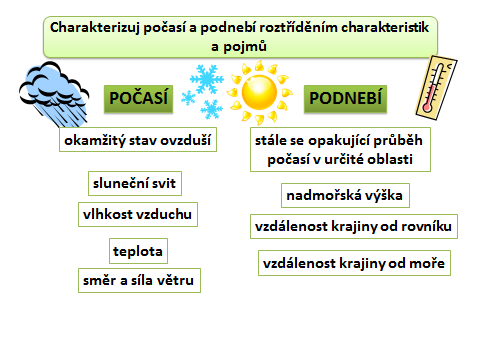 Charakterizuj počasí a podnebí roztříděním charakteristik
a pojmů
POČASÍ
PODNEBÍ
okamžitý stav ovzduší
sluneční svit
vlhkost vzduchu
teplota
směr a síla větru
stále se opakující průběh
počasí v určité oblasti
nadmořská výška
vzdálenost krajiny od rovníku
vzdálenost krajiny od moře